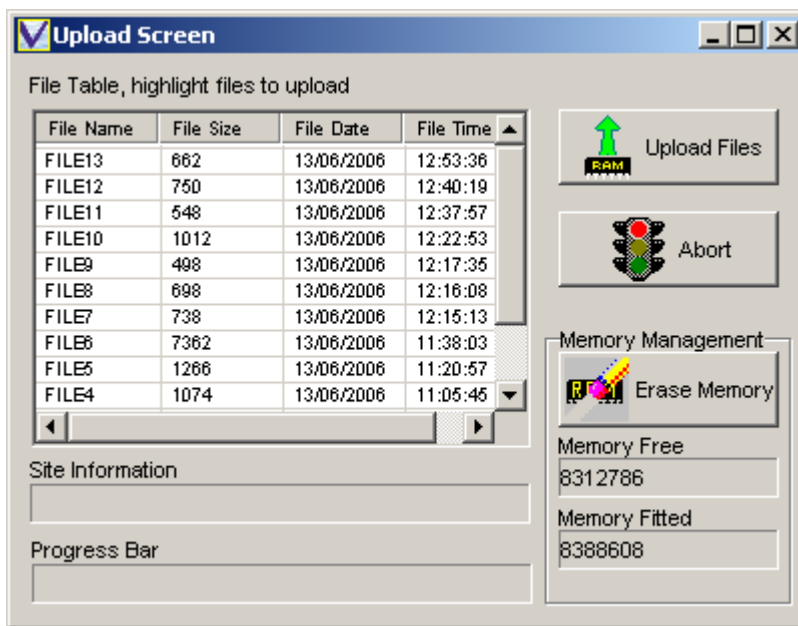 Upload Screen
File Table, highlight files to upload
File Name File Size File Date File Time
FILE13 662 13/06/2006 12:53:36
FILE12 750 13/06/2006 12:40:19
FILE11 548 13/06/2006 12:37:57
FILE10 1012 13/06/2006 12:22:53
FILE9 498 13/06/2006 12:17:35
FILE8 698 13/06/2006 12:16:08
FILE7 738 13/06/2006 12:15:13
FILE6 7362 13/06/2006 11:38:03
FILE5 1266 13/06/2006 11:20:57
FILE4 1074 13/06/2006 11:05:45
Site Information
Progress Bar
RAM
Upload Files
Abort
Memory Management
Erase Memory
Memory Free
8312786
Memory Fitted
8388608